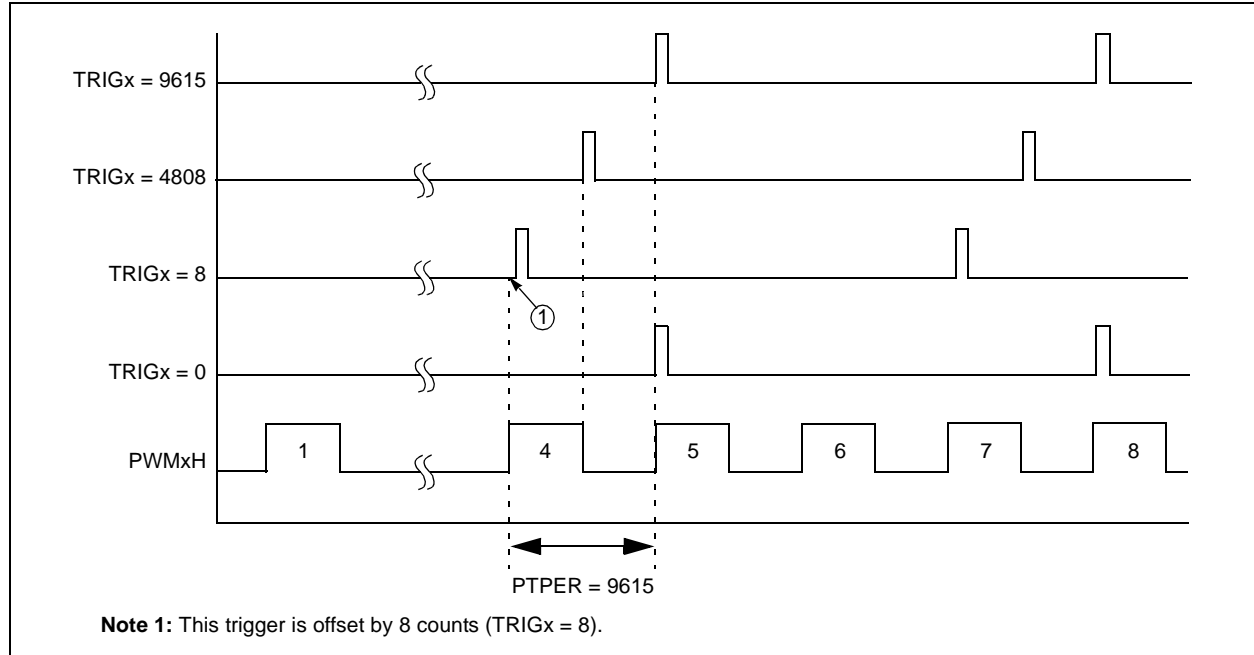 TRIGx = 9615
TRIGx = 4808
TRIGx = 8
1
TRIGx = 0
PWMxH
1
4
5
6
7
8
PTPER = 9615
Note 1: This trigger is offset by 8 counts (TRIGx = 8).